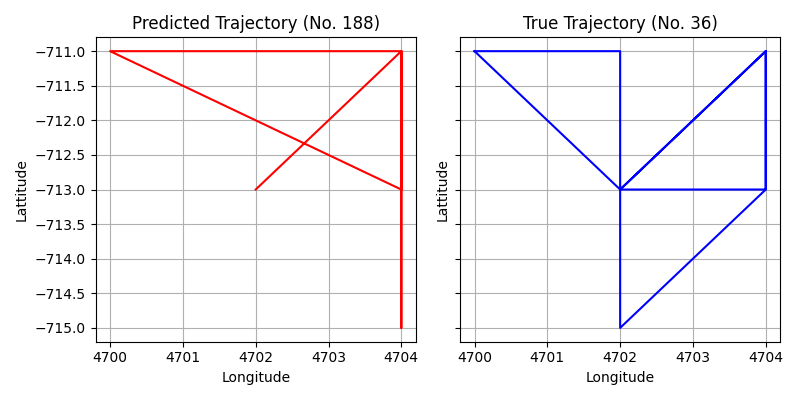 Predicted Trajectory (No. 188)
True Trajectory (No. 36)
Lattitude
−711.0
−711.5
−712.0
−712.5
−713.0
−713.5
−714.0
−714.5
−715.0
4700 4701 4702 4703 4704
Longitude
Lattitude
4700 4701 4702 4703 4704
Longitude